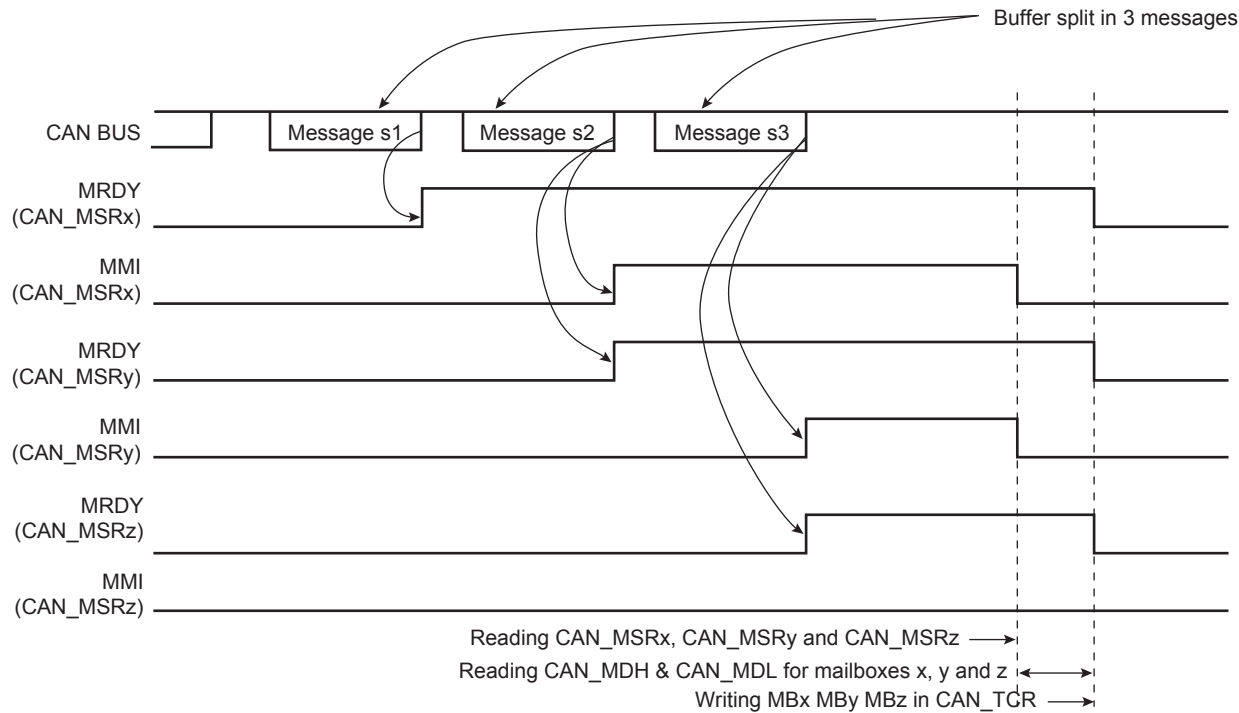 Buffer split in 3 messages
CAN BUS
Message s1
Message s2
Message s3
MRDY
(CAN_MSRx)
MMI
(CAN_MSRx)
MRDY
(CAN_MSRy)
MMI
(CAN_MSRy)
MRDY
(CAN_MSRz)
MMI
(CAN_MSRz)
Reading CAN_MSRx, CAN_MSRy and CAN_MSRz
Reading CAN_MDH & CAN_MDL for mailboxes x, y and z
Writing MBx MBy MBz in CAN_TCR